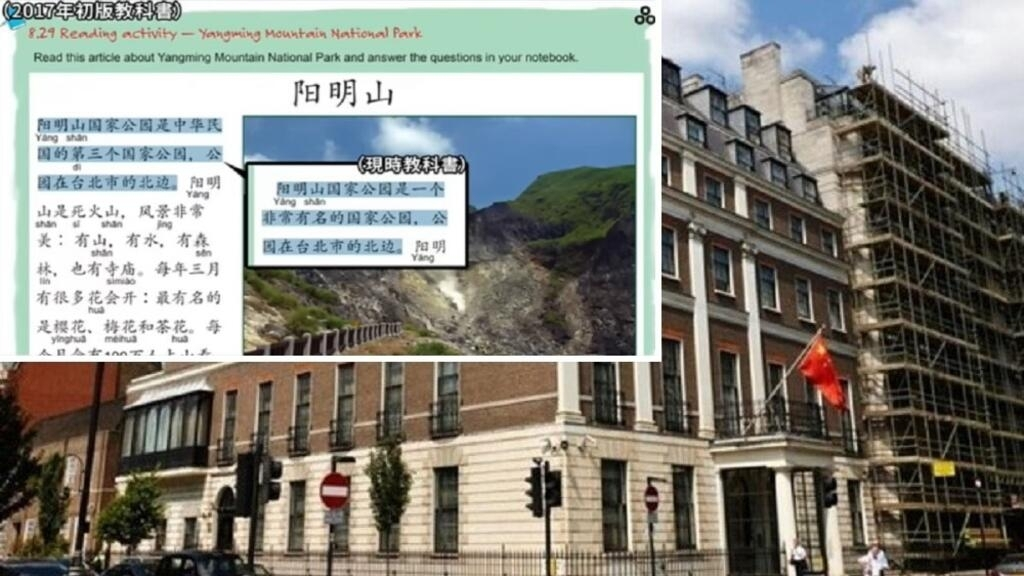 (2017年初版教科書)
8.29 Reading activity — Yangming Mountain National Park
Read this article about Yangming Mountain National Park and answer the questions in your notebook.
阳明山
阳明山国家公园是中华民
Yáng shān
国的第三个国家公园，公
dì
园在台北市的北边。阳明
Yáng
山是死火山，风景非常
shān sǐ shān jǐng
美：有山，有水，有森
shān sēn
林，也有寺庙。每年三月
lín sìmiào
有很多花会开：最有名的
huā
是樱花、梅花和茶花。每
yīnghuā méihuā huā
(現時教科書)
阳明山国家公园是一个
Yáng shān
非常有名的国家公园，公
园在台北市的北边。阳明
Yáng